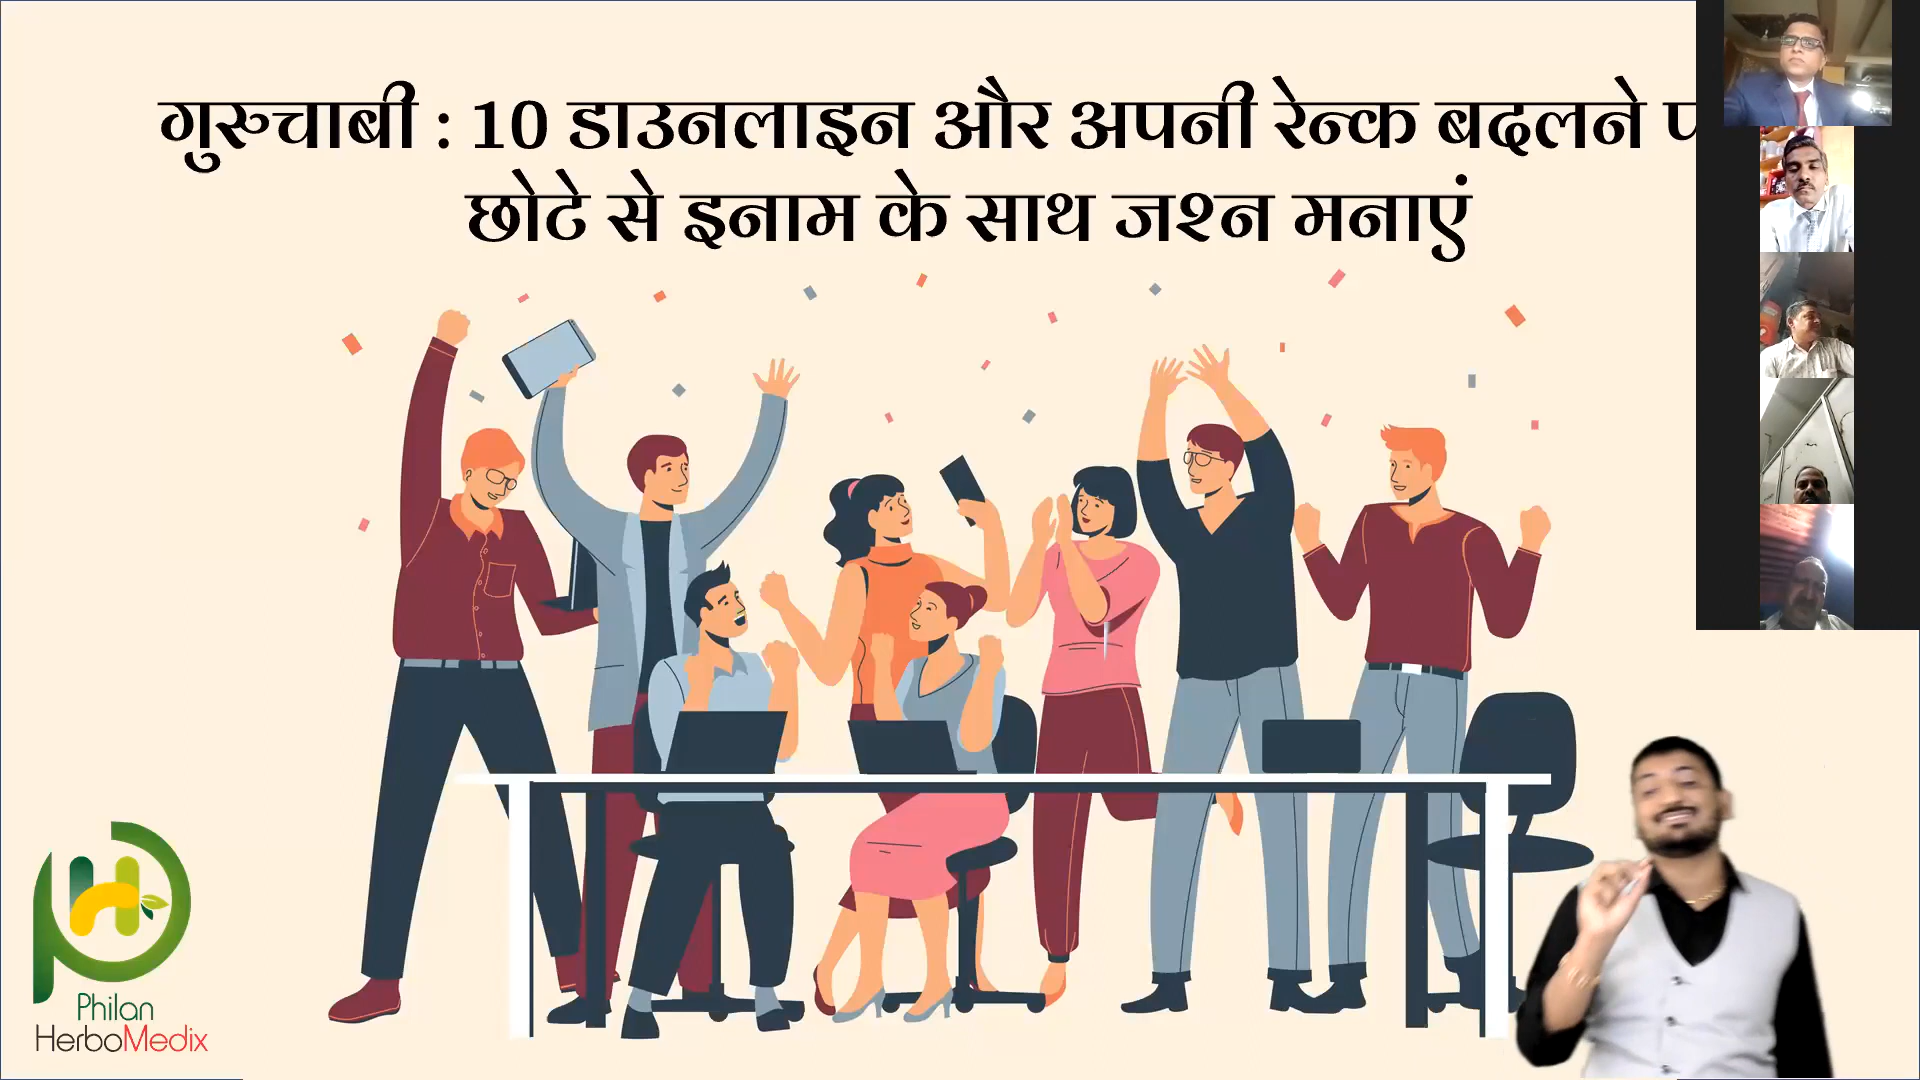 गुरुचाबी : 10 डाउनलाइन और अपनी रेन्क बदलने
छोटे से इनाम के साथ जश्न मनाएं
Philan
HerboMedix